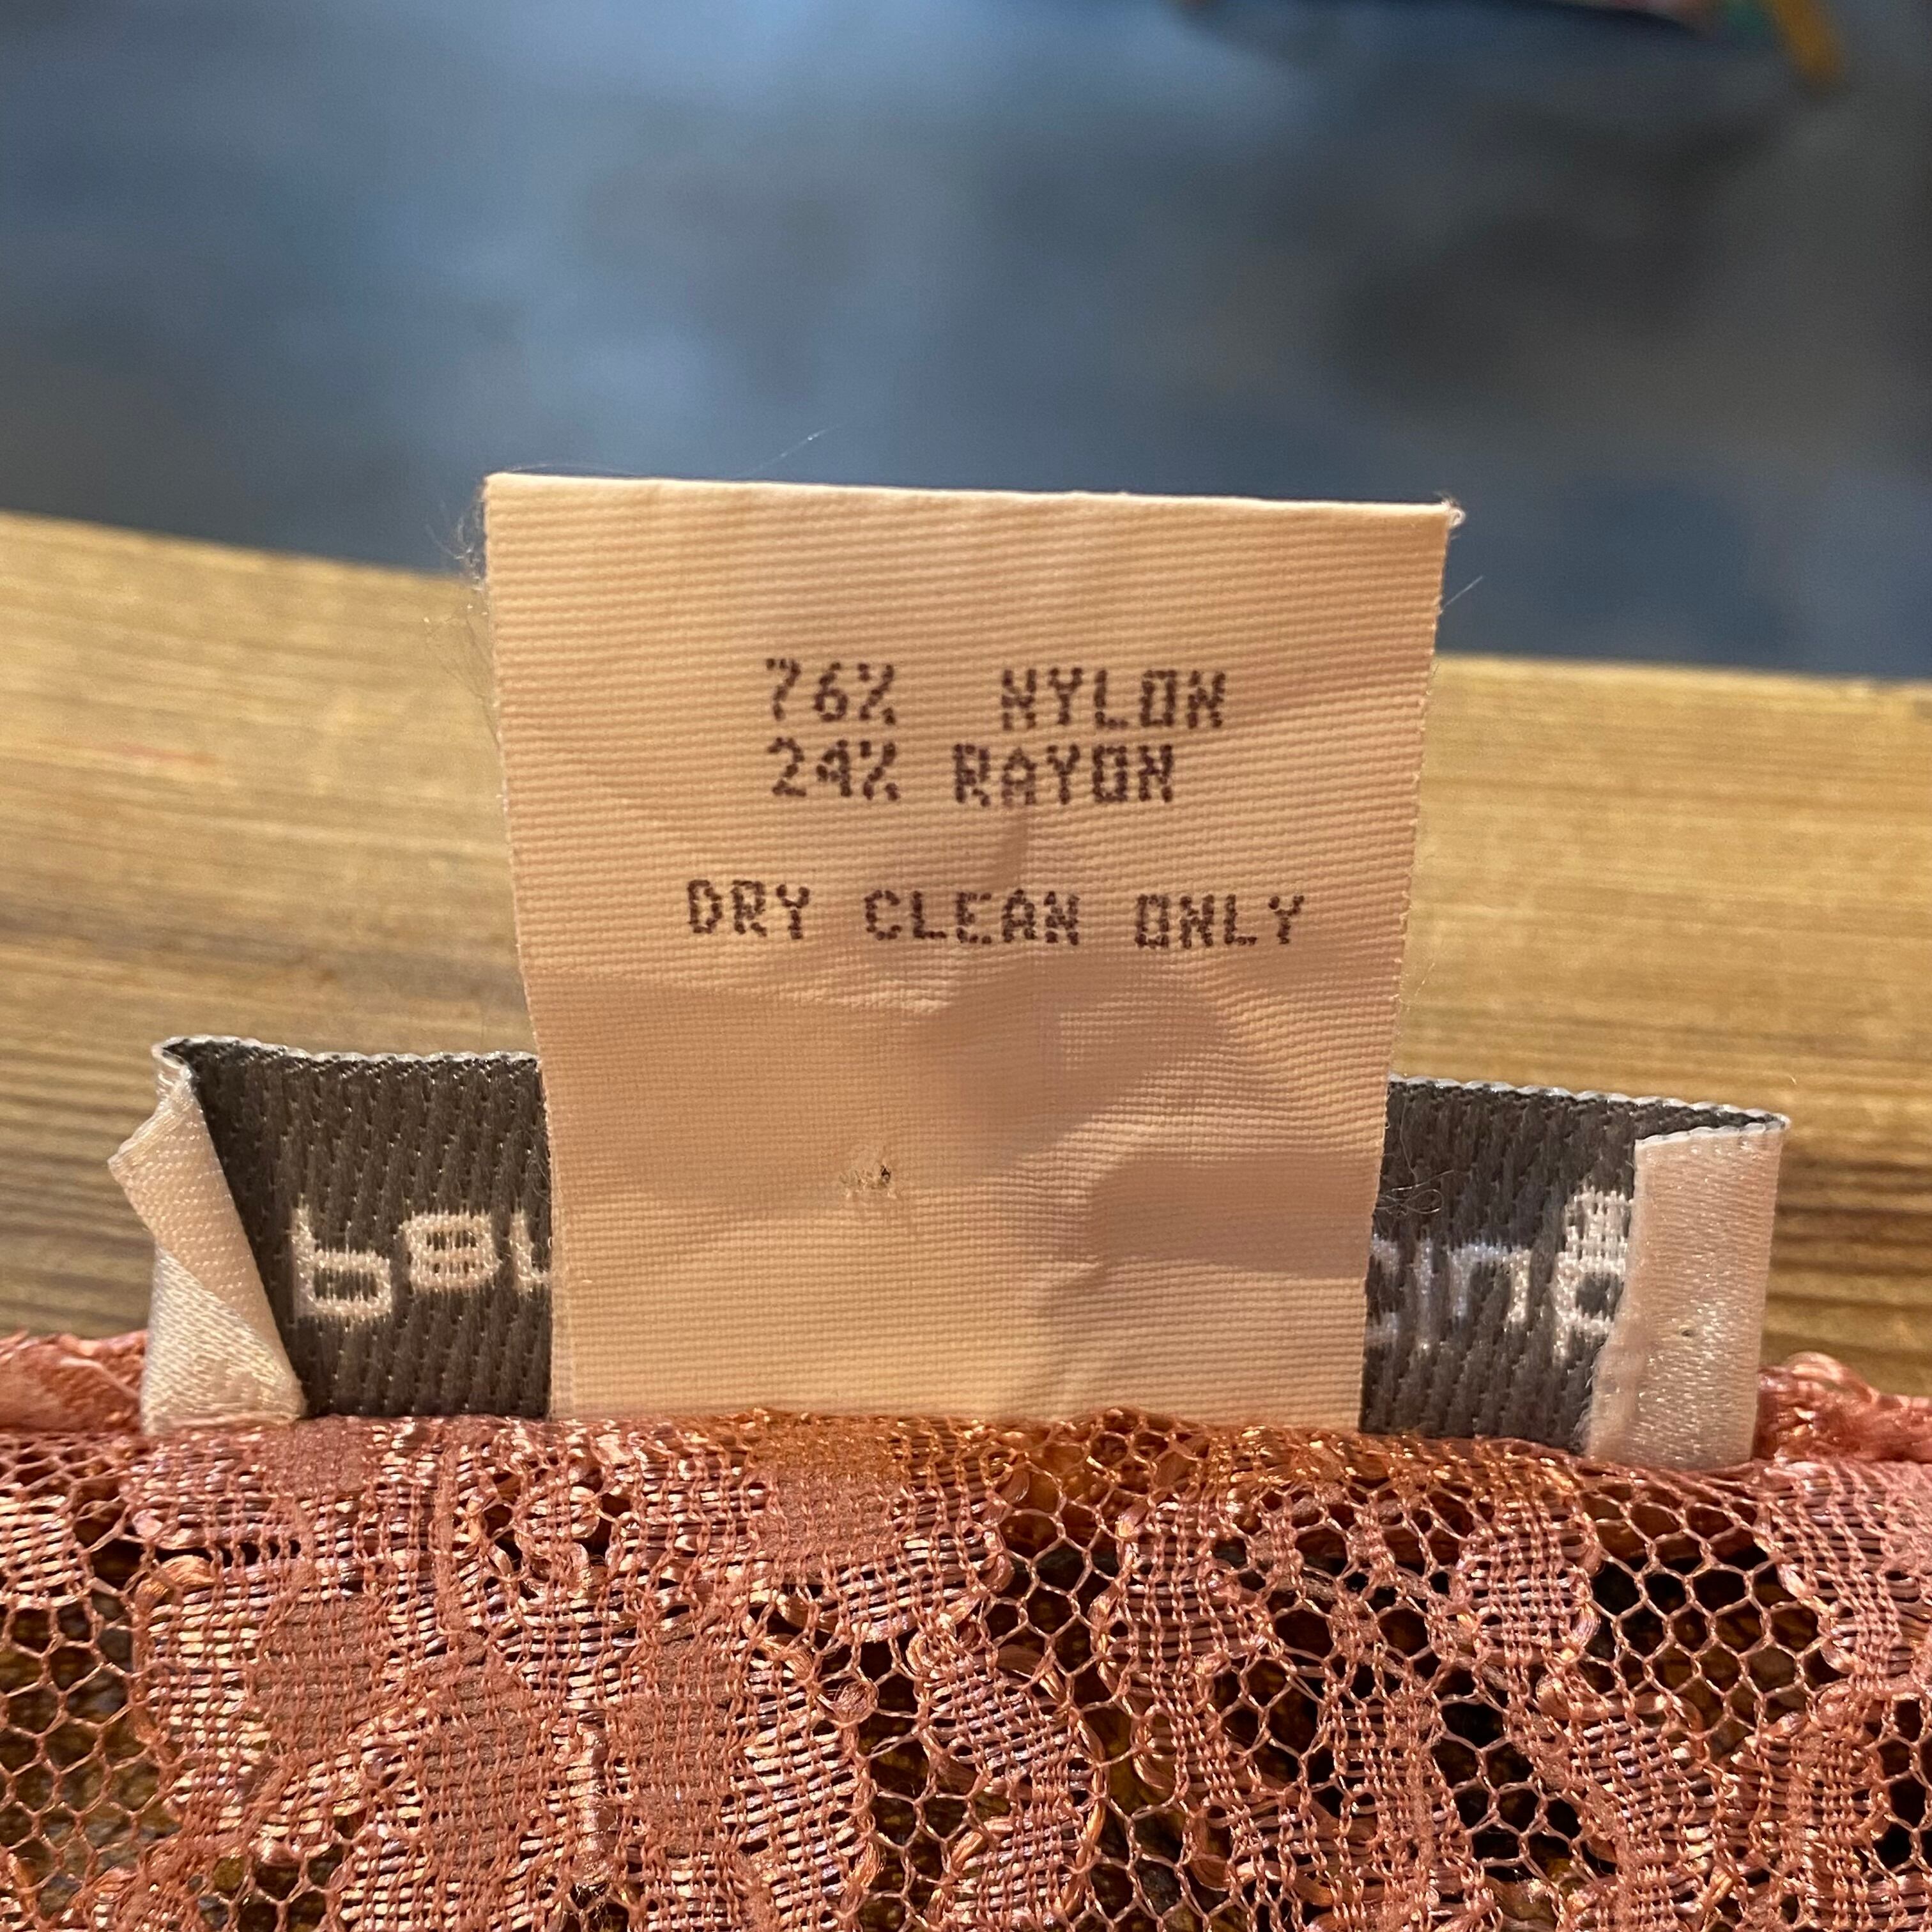 76% NYLON
24% RAYON
DRY CLEAN ONLY